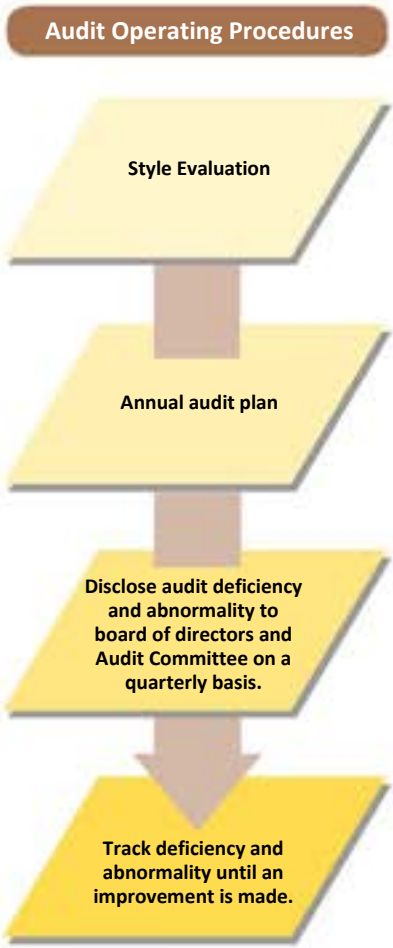 Audit Operating Procedures
Style Evaluation
Annual audit plan
Disclose audit deficiency
and abnormality to
board of directors and
Audit Committee on a
quarterly basis.
Track deficiency and
abnormality until an
improvement is made.